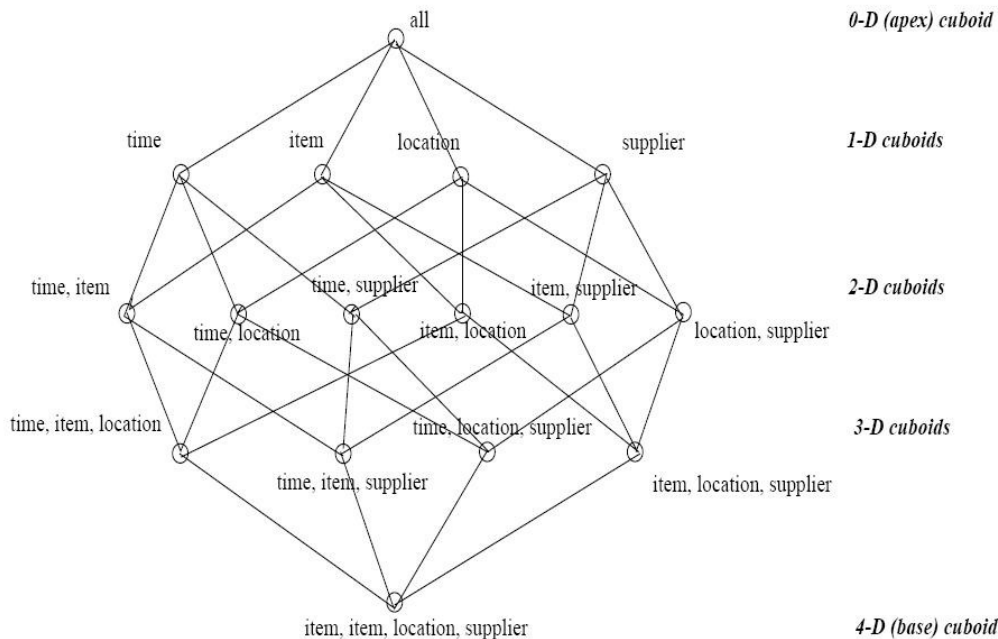 all
0-D (apex) cuboid
time
item
location
supplier
1-D cuboids
time, item
time, location
time, supplier
item, location
item, supplier
location, supplier
2-D cuboids
time, item, location
time, item, supplier
time, location, supplier
item, location, supplier
3-D cuboids
item, item, location, supplier
4-D (base) cuboid